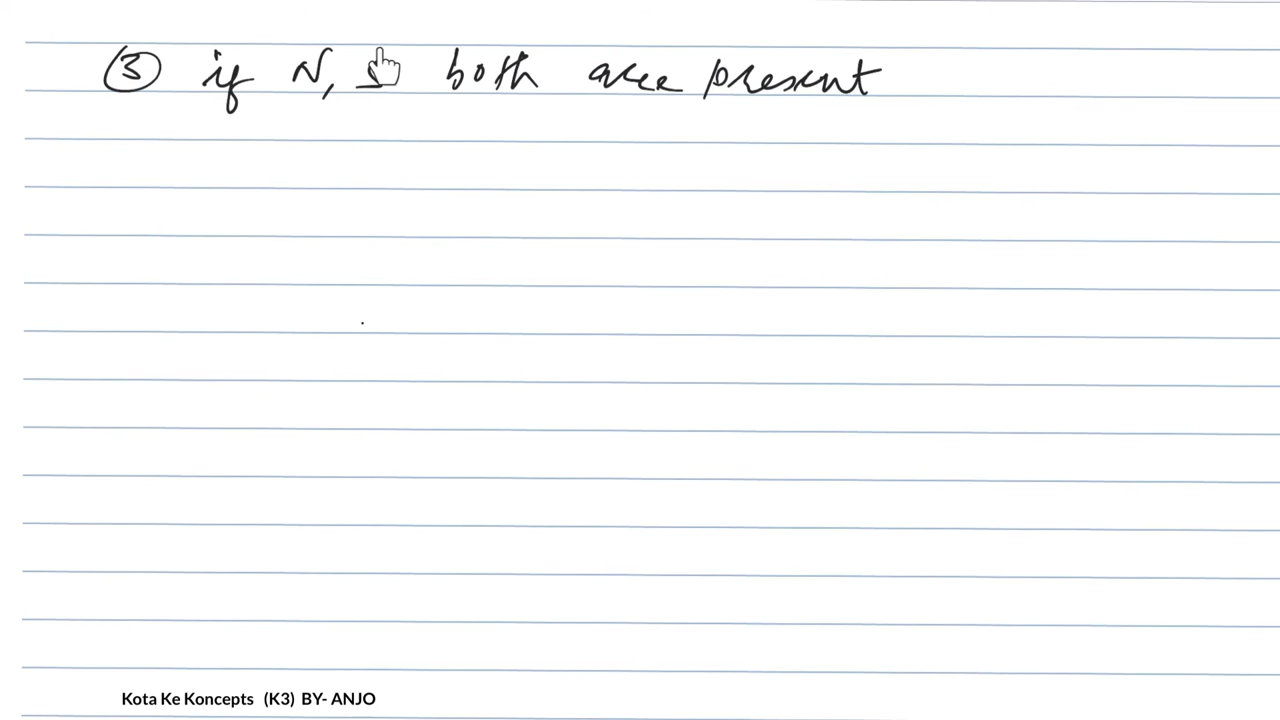 ③ if N, S both are present
Kota Ke Koncepts (K3) BY- ANJO